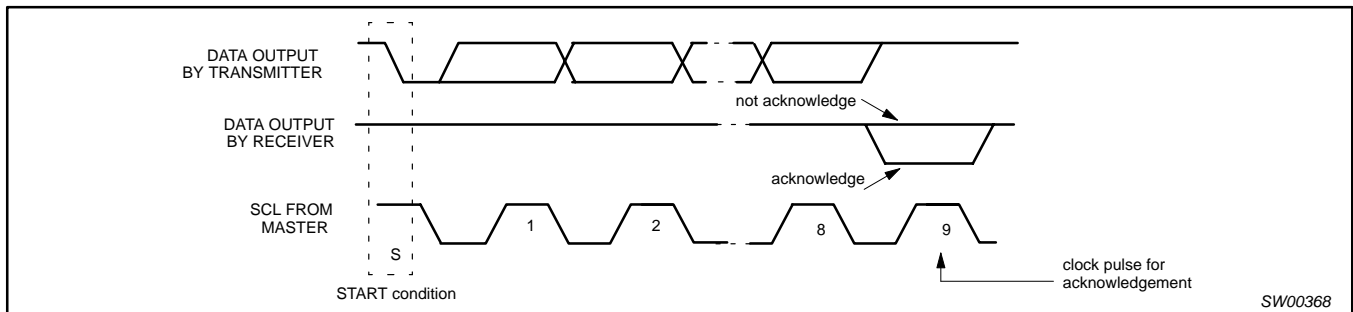 DATA OUTPUT
BY TRANSMITTER
not acknowledge
DATA OUTPUT
BY RECEIVER
acknowledge
SCL FROM
MASTER
1
2
8
9
S
START condition
clock pulse for
acknowledgement
SW00368